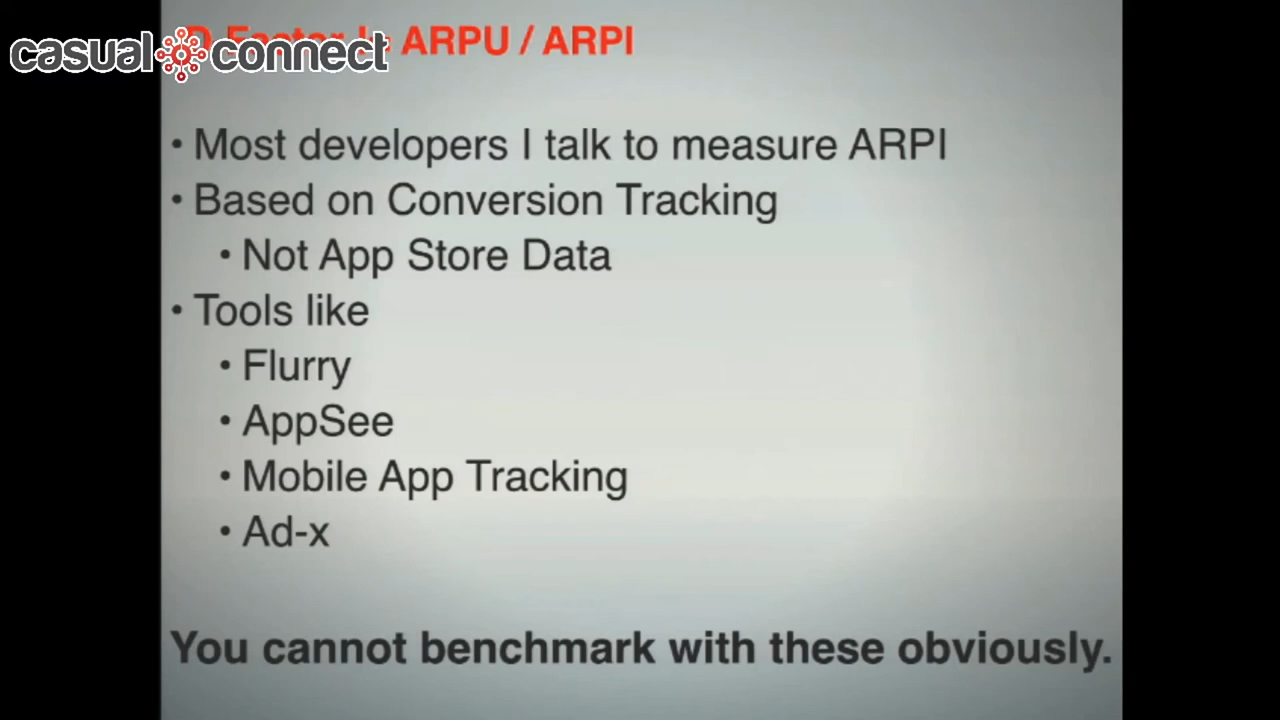 casual connect
ARPU / ARPI
• Most developers I talk to measure ARPI
• Based on Conversion Tracking
• Not App Store Data
• Tools like
• Flurry
• AppSee
• Mobile App Tracking
• Ad-x
You cannot benchmark with these obviously.